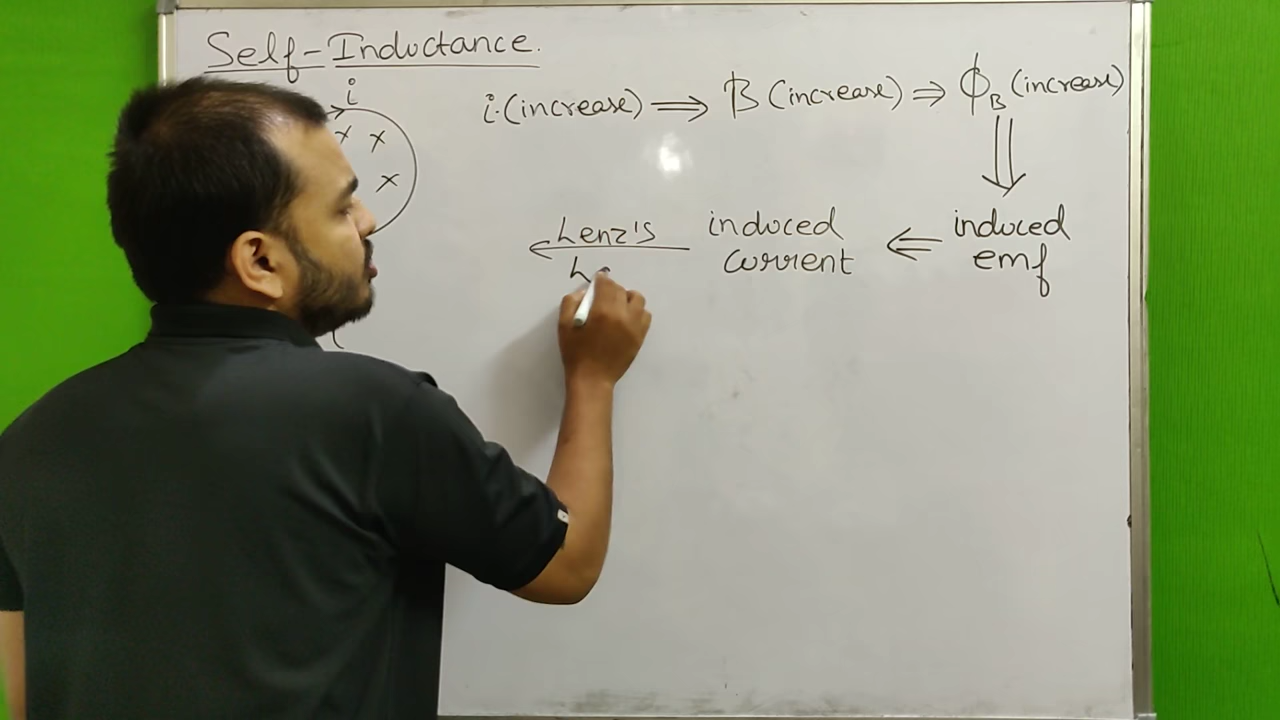 Self-Inductance.
i
i (increase) ⟹ B (increase) ⇒ ϕB (increase)
x x
x
⇓
Lenz's induced current ⇐ induced emf